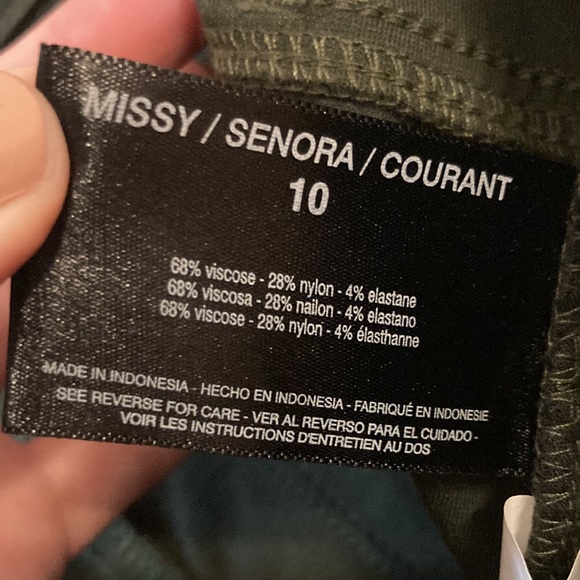 MISSY / SENORA / COURANT
10
68% viscose - 28% nylon - 4% elastane
68% viscosa - 28% nailon - 4% elastano
68% viscose - 28% nylon - 4% élasthanne
MADE IN INDONESIA - HECHO EN INDONESIA - FABRIQUÉ EN INDONESIE
SEE REVERSE FOR CARE - VER AL REVERSO PARA EL CUIDADO -
VOIR LES INSTRUCTIONS D'ENTRETIEN AU DOS